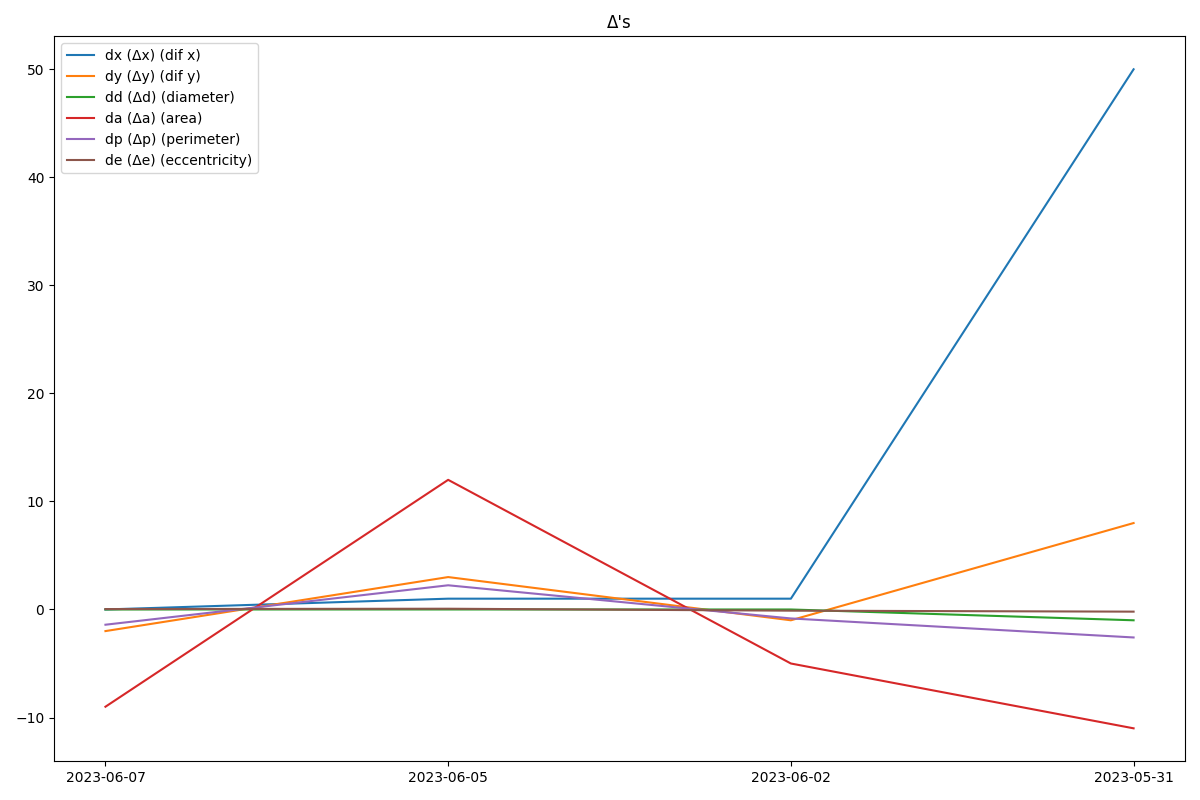 Δ's
dx (Δx) (dif x)
dy (Δy) (dif y)
dd (Δd) (diameter)
da (Δa) (area)
dp (Δp) (perimeter)
de (Δe) (eccentricity)
50
40
30
20
10
0
−10
2023-06-07 2023-06-05 2023-06-02 2023-05-31